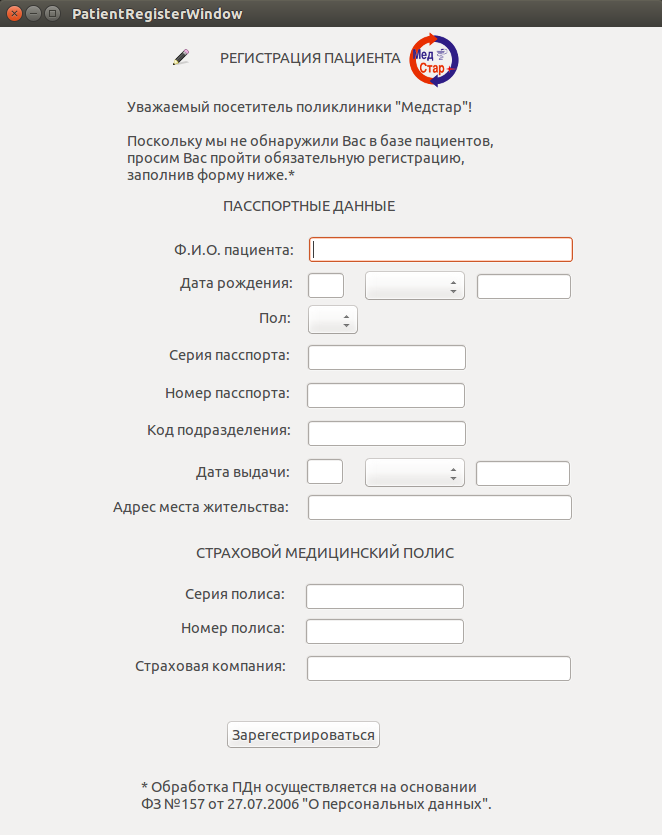 PatientRegisterWindow
РЕГИСТРАЦИЯ ПАЦИЕНТА
Мед
Стар
Уважаемый посетитель поликлиники "Медстар"!
Поскольку мы не обнаружили Вас в базе пациентов,
просим Вас пройти обязательную регистрацию,
заполнив форму ниже.*
ПАССПОРТНЫЕ ДАННЫЕ
Ф.И.О. пациента:
Дата рождения:
Пол:
Серия пасспорта:
Номер пасспорта:
Код подразделения:
Дата выдачи:
Адрес места жительства:
СТРАХОВОЙ МЕДИЦИНСКИЙ ПОЛИС
Серия полиса:
Номер полиса:
Страховая компания:
Зарегестрироваться
* Обработка ПДн осуществляется на основании
ФЗ №157 от 27.07.2006 "О персональных данных".